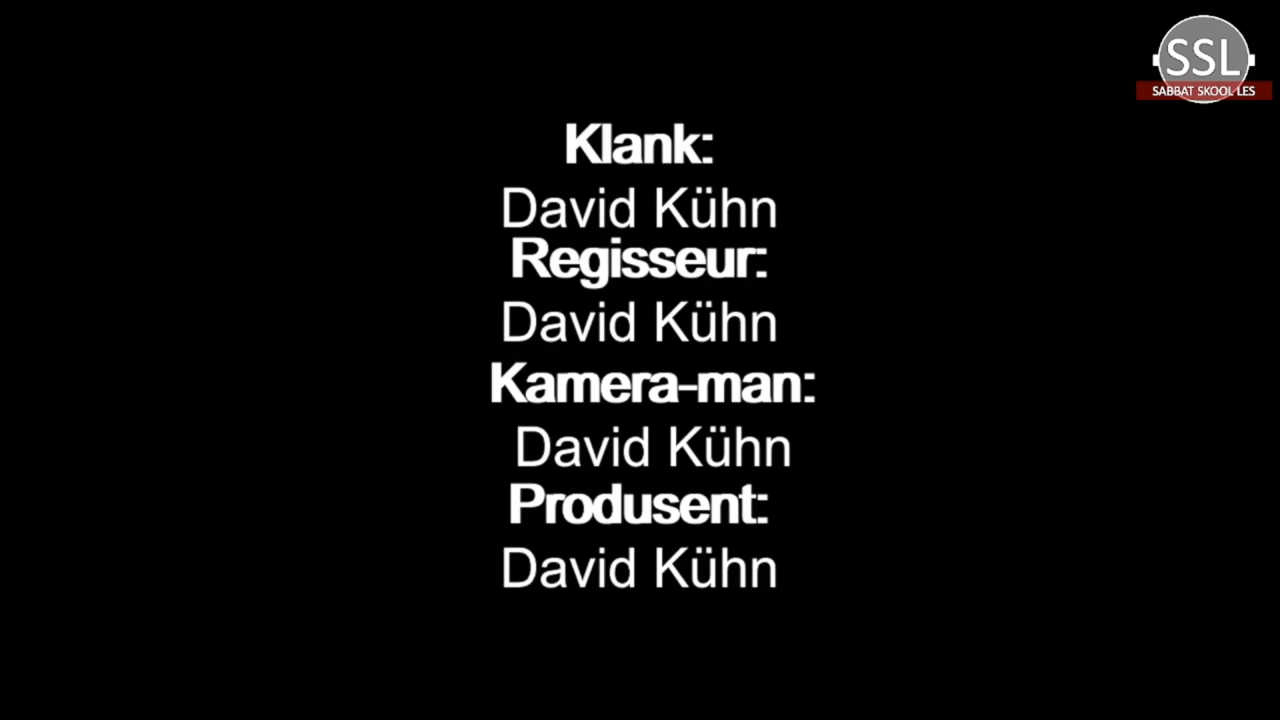 SSL
SABBAT SKOOL LES
Klank:
David Kühn
Regisseur:
David Kühn
Kamera-man:
David Kühn
Produsent:
David Kühn